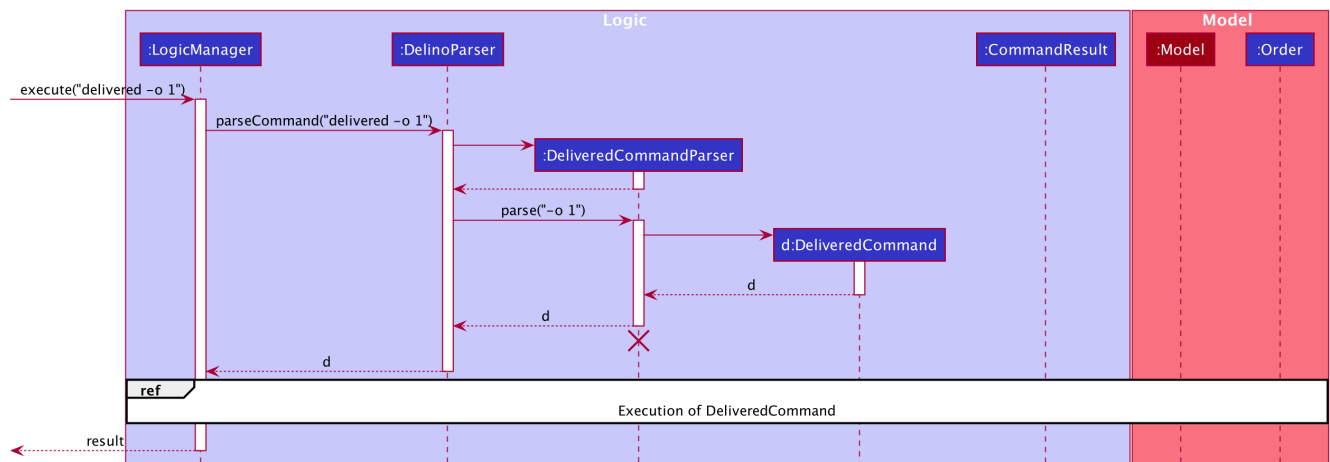 Logic
Model
:LogicManager
:DelinoParser
:CommandResult
:Model
:Order
execute("delivered -o 1")
parseCommand("delivered -o 1")
:DeliveredCommandParser
parse("-o 1")
d:DeliveredCommand
d
d
d
ref
Execution of DeliveredCommand
result